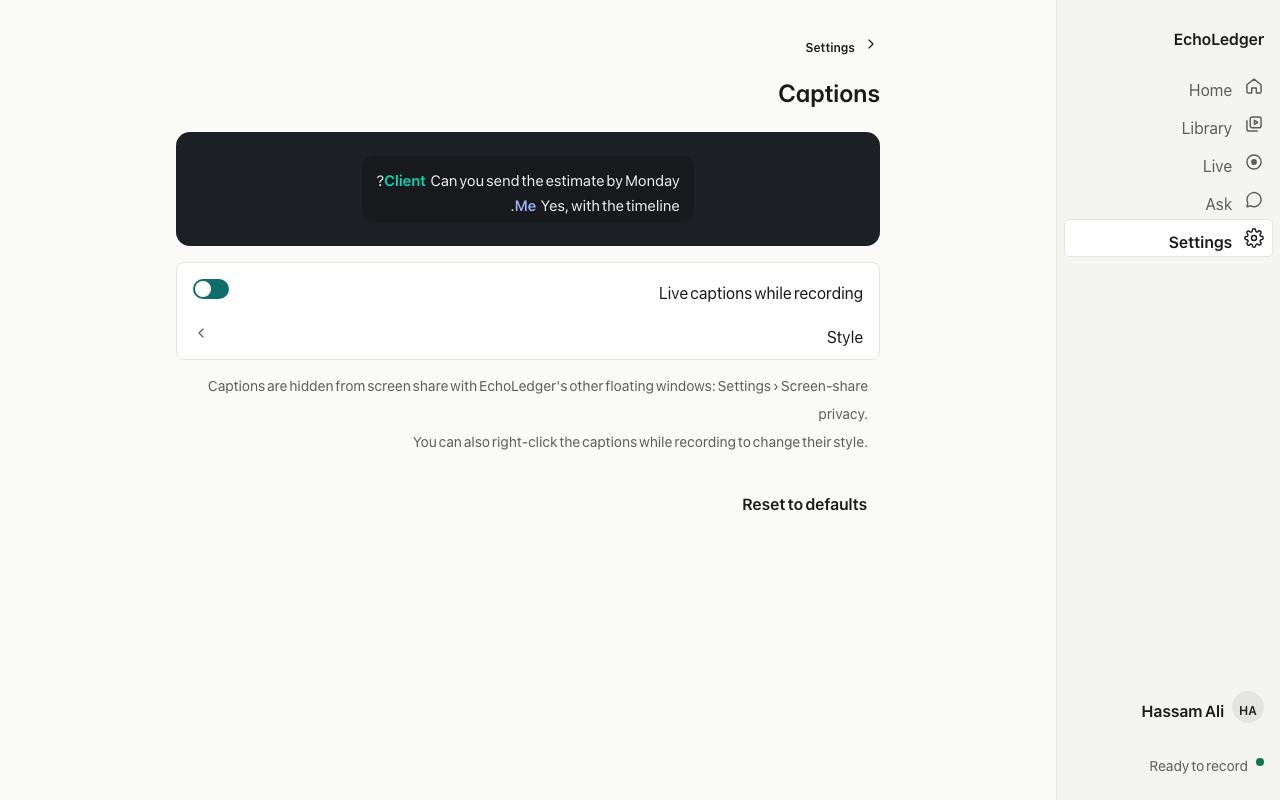 EchoLedger
Home
Library
Live
Ask
Settings
Hassam Ali
HA
Ready to record
Settings
Captions
?Client Can you send the estimate by Monday
.Me Yes, with the timeline
Live captions while recording
Style
Captions are hidden from screen share with EchoLedger's other floating windows: Settings › Screen-share
privacy.
You can also right-click the captions while recording to change their style.
Reset to defaults